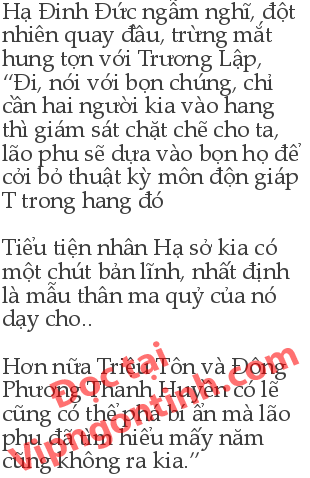 Hạ Đinh Đức ngẫm nghĩ, đột
nhiên quay đầu, trừng mắt
hung tợn với Trương Lập,
“Đi, nói với bọn chúng, chỉ
cần hai người kia vào hang
thì giám sát chặt chẽ cho ta,
lão phu sẽ dựa vào bọn họ để
cởi bỏ thuật kỳ môn độn giáp
T trong hang đó
Tiểu tiện nhân Hạ sở kia có
một chút bản lĩnh, nhất định
là mẫu thân ma quỷ của nó
dạy cho..
Hơn nữa Triêu Tôn và Đông
Phương Thanh Huyền có lẽ
cũng có thể phá bí ẩn mà lão
phu đã tìm hiểu mấy năm
cũng không ra kia.”
Đọc tại
Vipngontinh.com